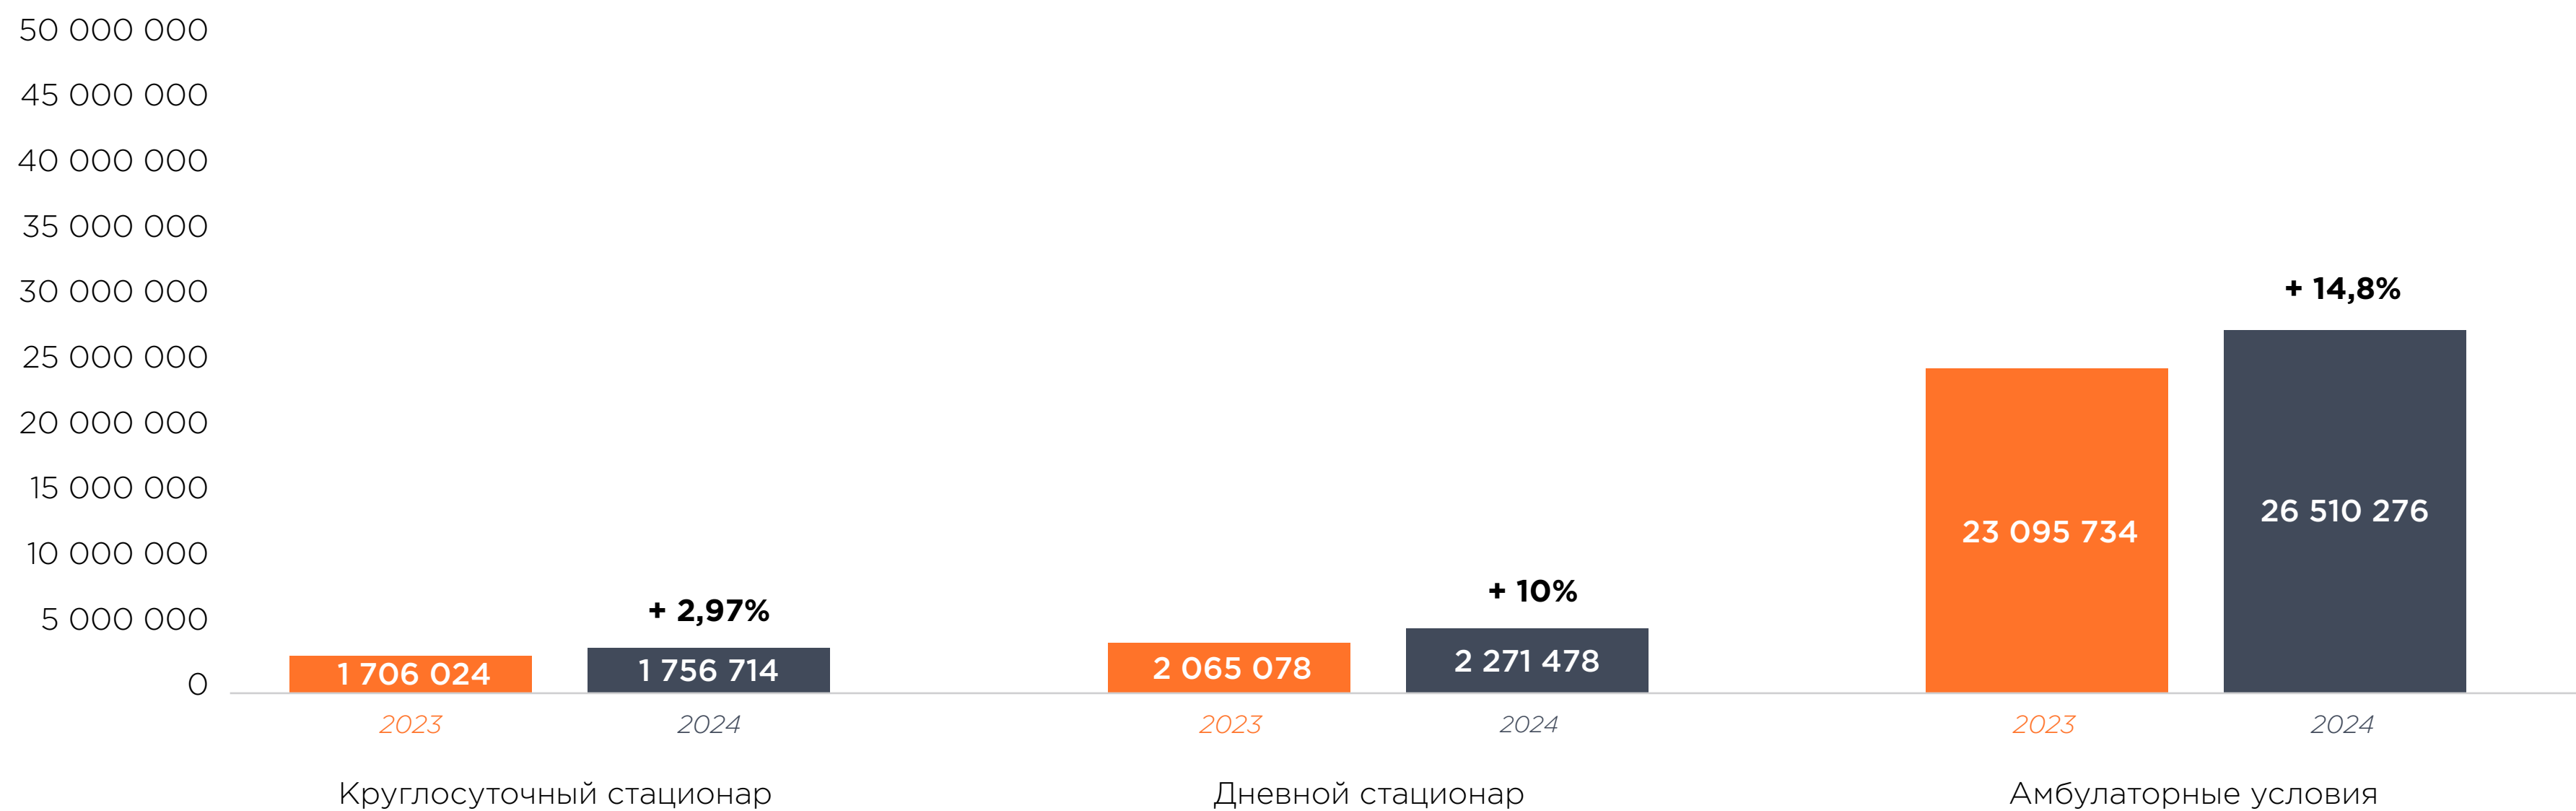 50 000 000
45 000 000
40 000 000
35 000 000
30 000 000
25 000 000
20 000 000
15 000 000
10 000 000
5 000 000
0
+ 2,97%
+ 10%
+ 14,8%
1 706 024
1 756 714
2 065 078
2 271 478
23 095 734
26 510 276
2023
2024
2023
2024
2023
2024
Круглосуточный стационар
Дневной стационар
Амбулаторные условия